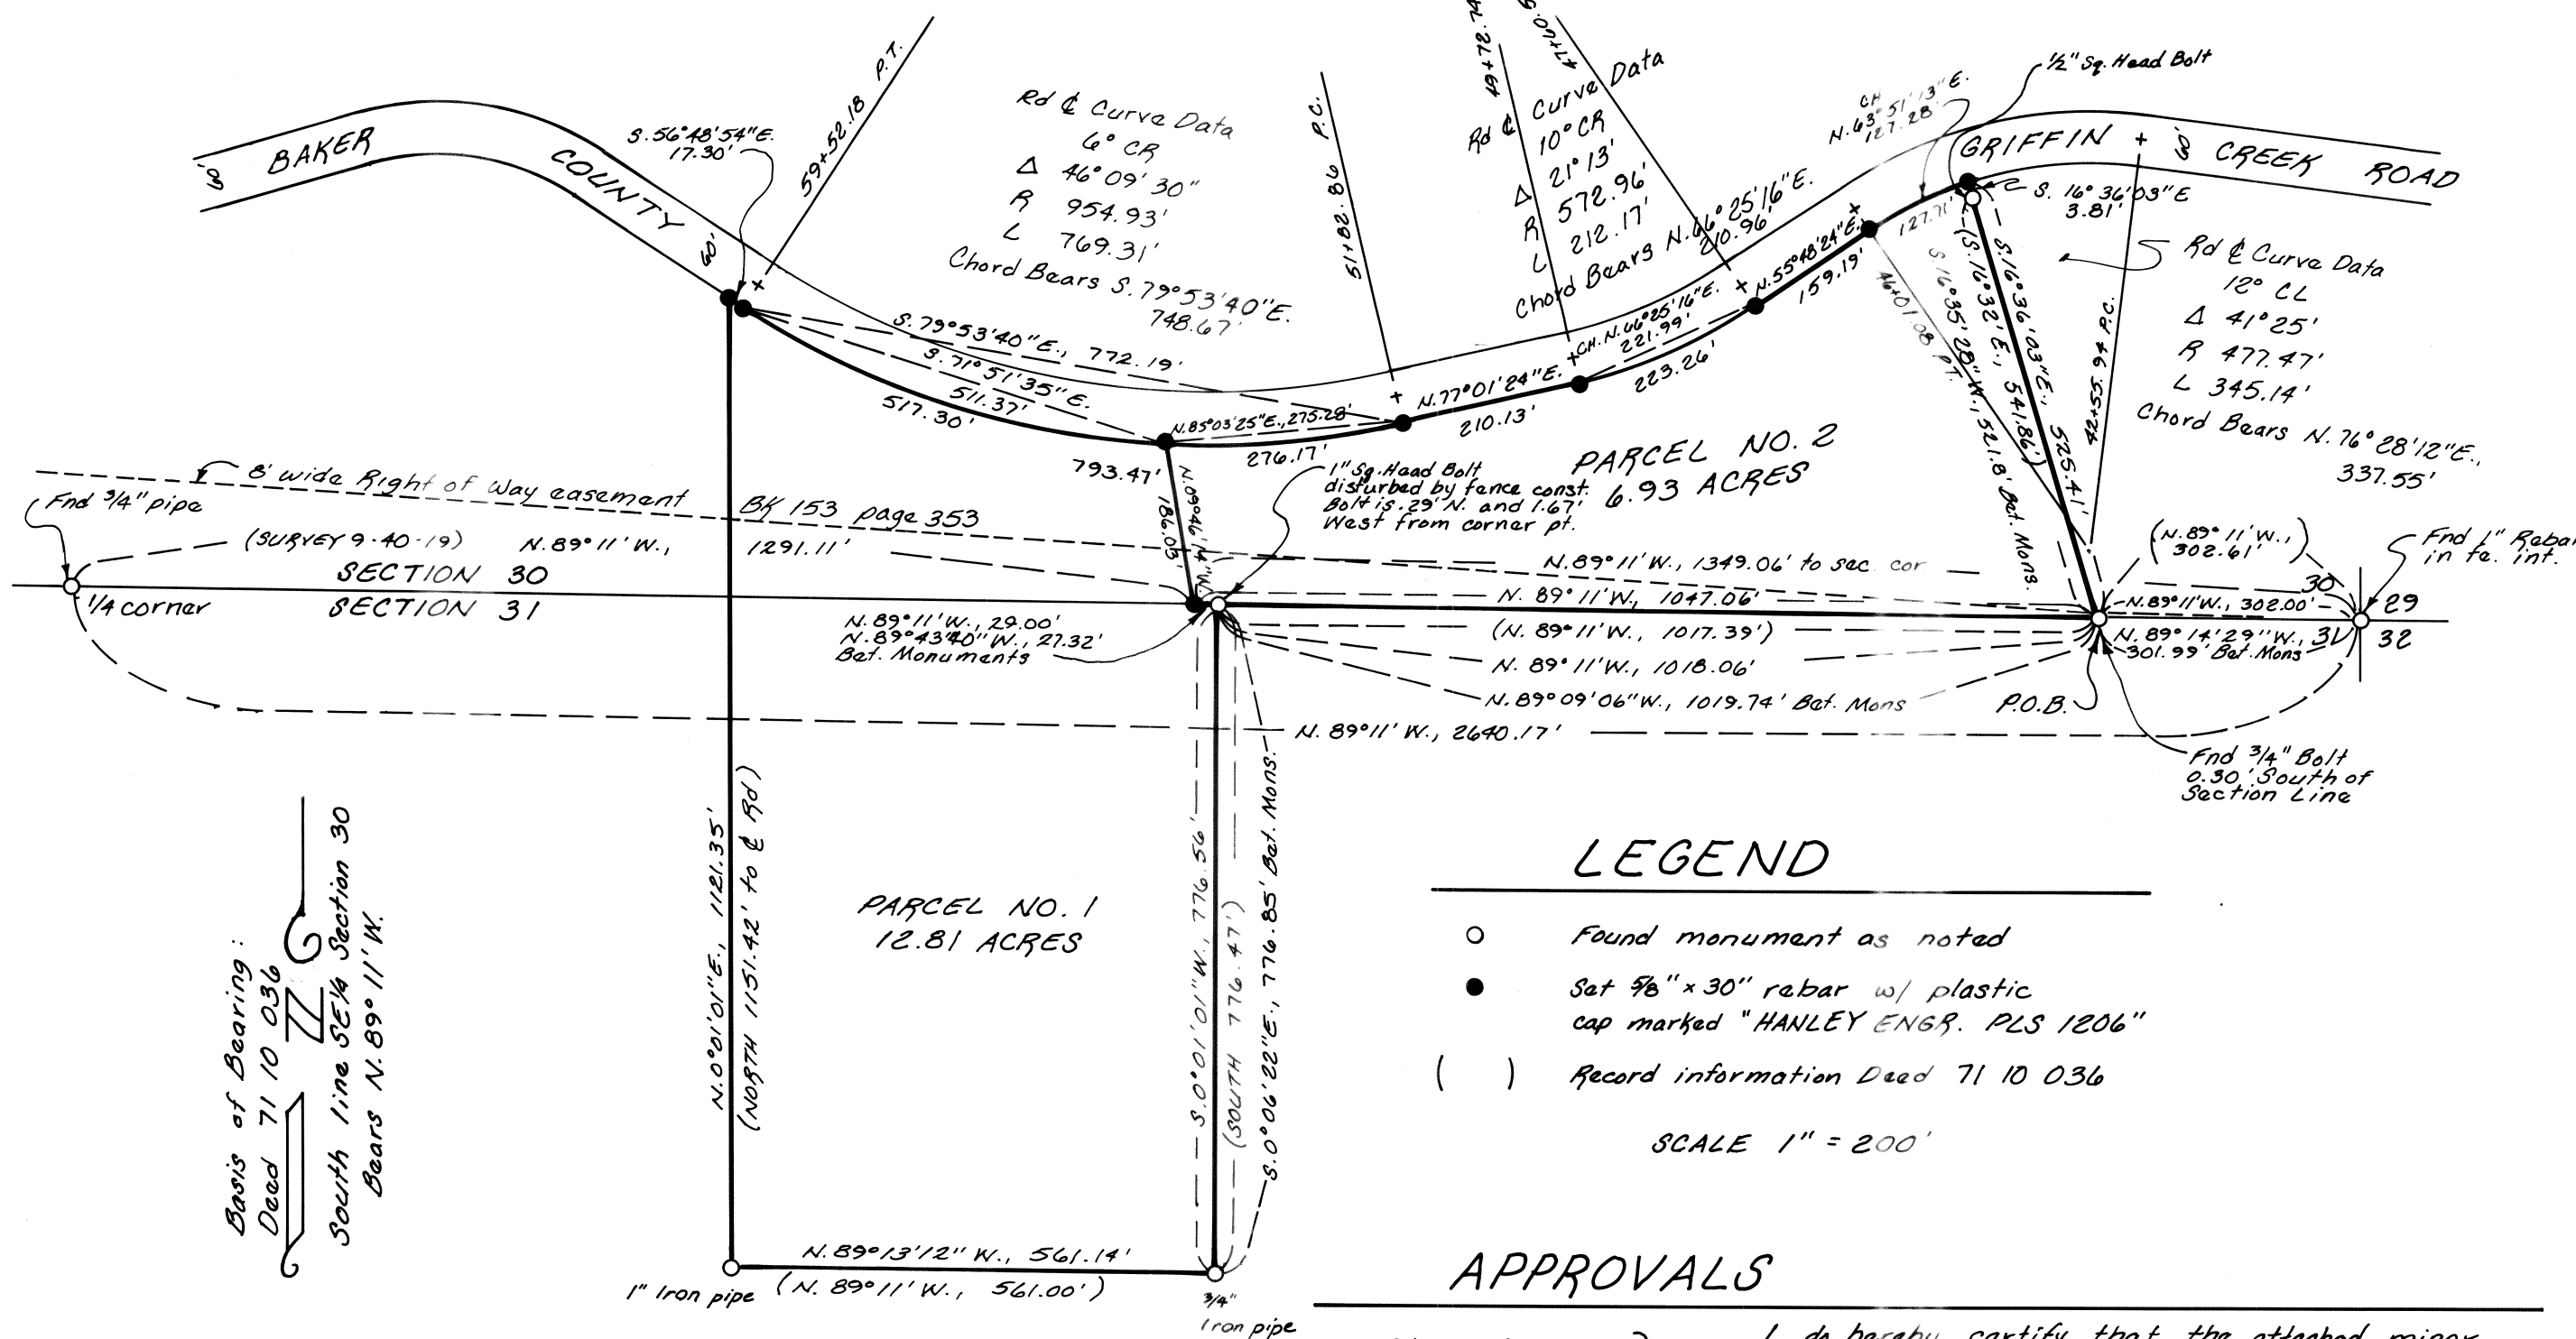 BAKER COUNTY GRIFFIN CREEK ROAD
60'
60'
60'
S.56°48'54"E.
17.30'
59+52.18 P.T.
Rd ℄ Curve Data
6° CR
Δ 46°09'30"
R 954.93'
L 769.31'
Chord Bears S.79°53'40"E.
748.67'
51+82.86 P.C.
Rd ℄ Curve Data
10° CR
Δ 21°13'
R 572.96'
L 212.17'
Chord Bears N.66°25'16"E.
210.96'
CH
N.63°51'13"E.
127.28'
1/2" Sq. Head Bolt
S. 16°36'03"E
3.81'
Rd ℄ Curve Data
12° CL
Δ 41°25'
R 477.47'
L 345.14'
Chord Bears N.76°28'12"E.,
337.55'
S.79°53'40"E., 772.19'
S.71°51'35"E.
511.37'
517.30'
N.85°03'25"E., 275.28'
276.17'
793.47'
N.77°01'24"E.
210.13'
CH. N.66°25'16"E.
221.99'
223.26'
N.55°48'24"E.
159.19'
127.71'
46+01.08 P.T.
S.16°35'28"W., 521.8' Bet. Mons.
(S.16°32'E., 541.86')
S.16°36'03"E., 525.41'
42+55.94 P.C.
N.09°46'14"W.
186.03'
1" Sq. Head Bolt
disturbed by fence const.
Bolt is .29' N. and 1.67'
West from corner pt.
PARCEL NO. 2
6.93 ACRES
8' wide Right of Way easement BK 153 page 353
Fnd 3/4" pipe
(SURVEY 9-40-19) N.89°11'W., 1291.11'
SECTION 30
SECTION 31
1/4 corner
N.89°11'W., 1349.06' to sec. cor
(N.89°11'W.,
302.61')
Fnd 1" Rebar
in fe. int.
N. 89°11'W., 1047.06'
N.89°11'W., 302.00'
30 29
31 32
N.89°11'W., 29.00'
N.89°43'40"W., 27.32'
Bet. Monuments
(N. 89°11'W., 1017.39')
N. 89°14'29"W.,
301.99' Bet. Mons
N. 89°11'W., 1018.06'
N.89°09'06"W., 1019.74' Bet. Mons
P.O.B.
N. 89°11'W., 2640.17'
Fnd 3/4" Bolt
0.30' South of
Section Line
Basis of Bearing:
Deed 71 10 036
South line SE1/4 Section 30
Bears N.89°11'W.
N.0°01'01"E., 1121.35'
(NORTH 1151.42' to ℄ Rd)
PARCEL NO. 1
12.81 ACRES
S.0°01'01"W., 776.56'
(SOUTH 776.47')
S.0°06'22"E., 776.85' Bet. Mons.
N.89°13'12"W., 561.14'
(N. 89°11'W., 561.00')
1" Iron pipe
3/4"
Iron pipe
LEGEND
Found monument as noted
Set 5/8" x 30" rebar w/ plastic
cap marked "HANLEY ENGR. PLS 1206"
( ) Record information Deed 71 10 036
SCALE 1" = 200'
APPROVALS
I do hereby certify that the attached minor